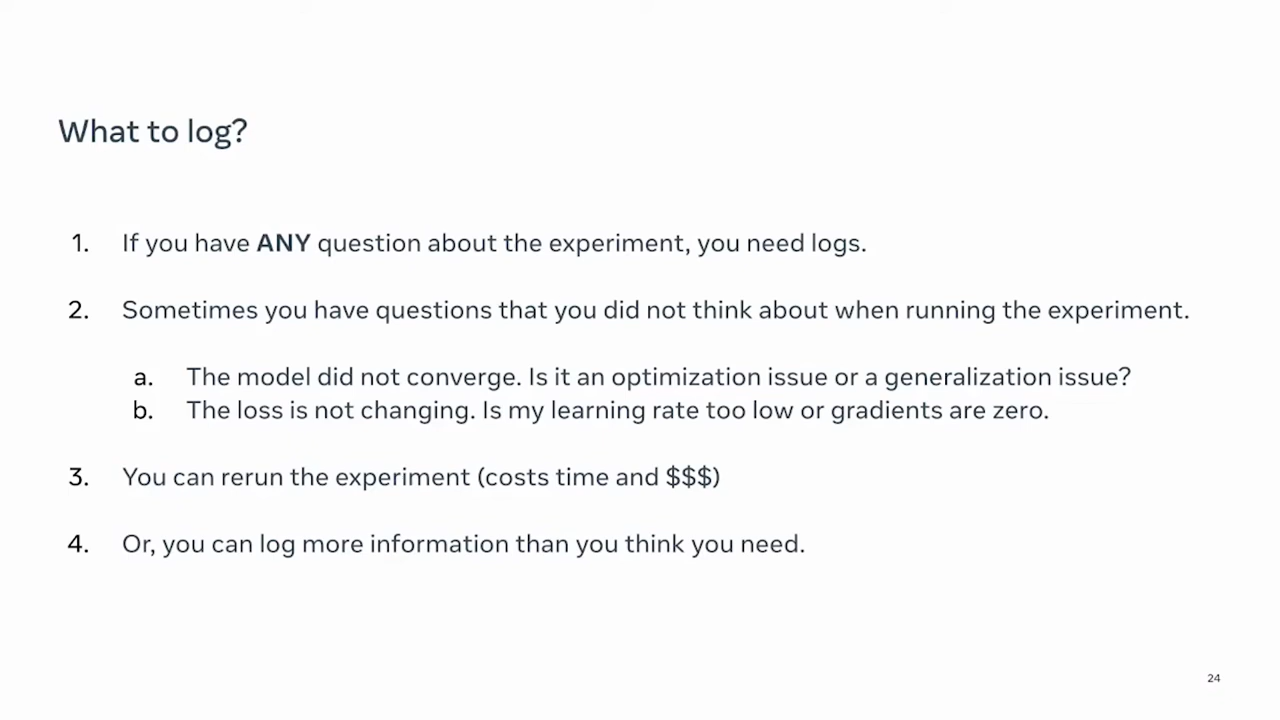 What to log?
1. If you have ANY question about the experiment, you need logs.
2. Sometimes you have questions that you did not think about when running the experiment.
a. The model did not converge. Is it an optimization issue or a generalization issue?
b. The loss is not changing. Is my learning rate too low or gradients are zero.
3. You can rerun the experiment (costs time and $$$)
4. Or, you can log more information than you think you need.
24